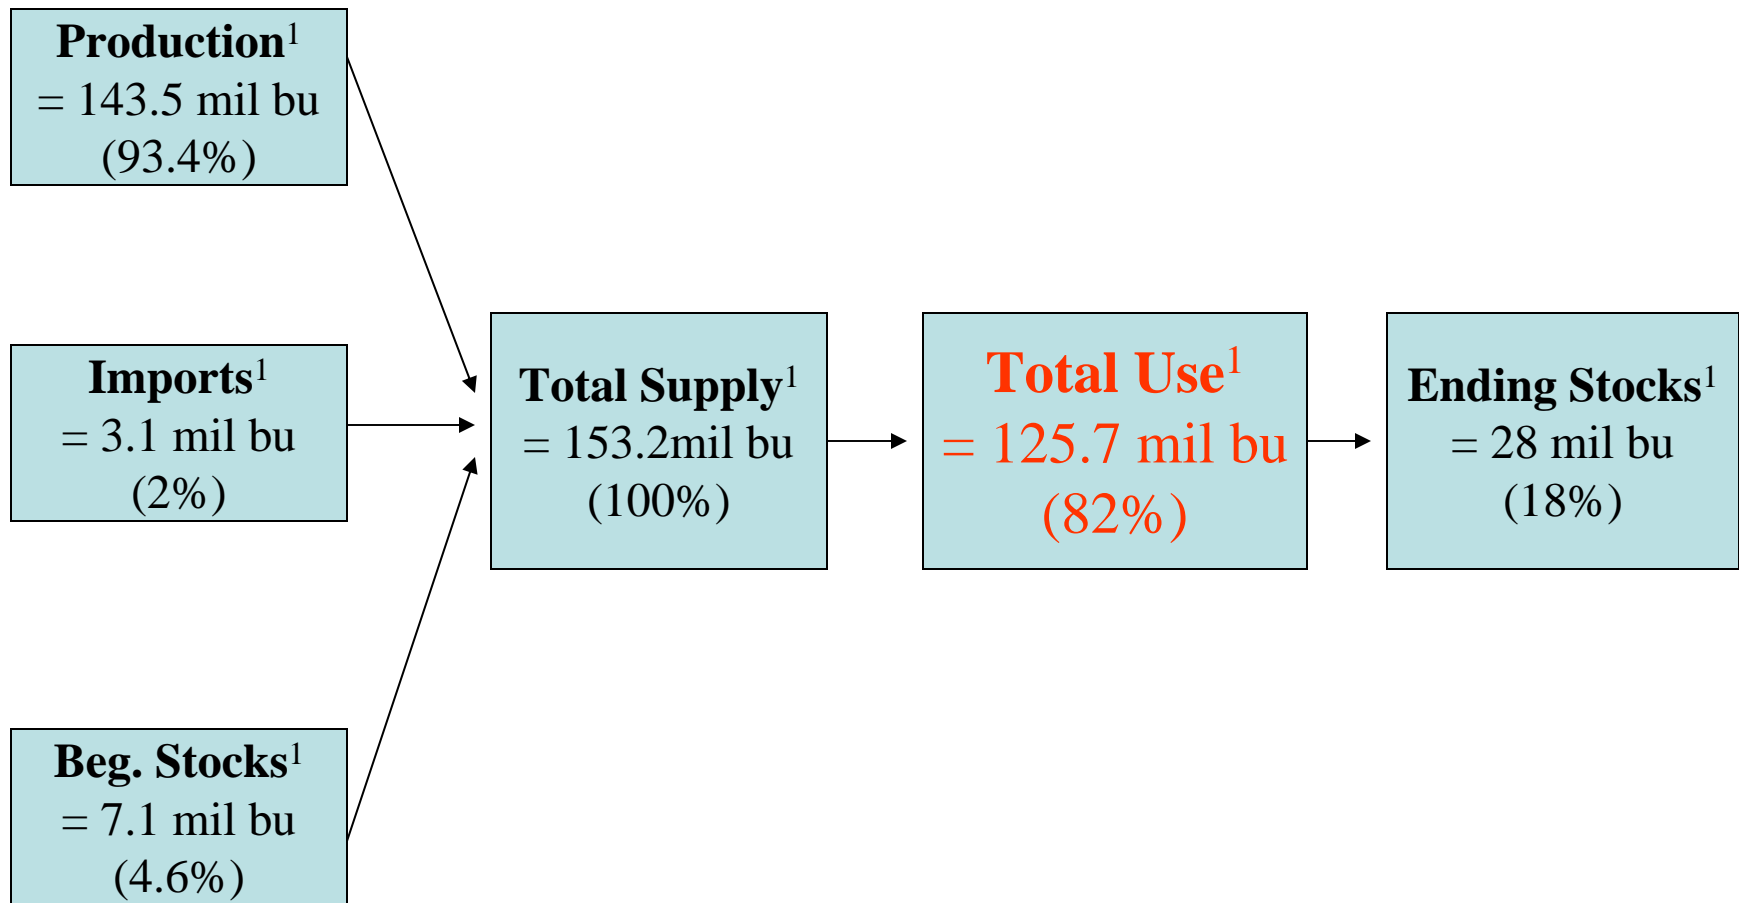 Production¹
= 143.5 mil bu
(93.4%)
Imports¹
= 3.1 mil bu
(2%)
Beg. Stocks¹
= 7.1 mil bu
(4.6%)
Total Supply¹
= 153.2mil bu
(100%)
Total Use¹
= 125.7 mil bu
(82%)
Ending Stocks¹
= 28 mil bu
(18%)